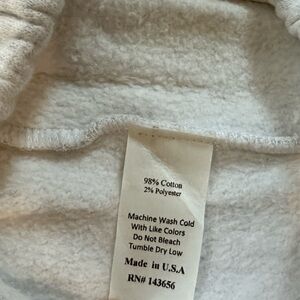 98% Cotton
2% Polyester
Machine Wash Cold
With Like Colors
Do Not Bleach
Tumble Dry Low
Made in U.S.A
RN# 143656